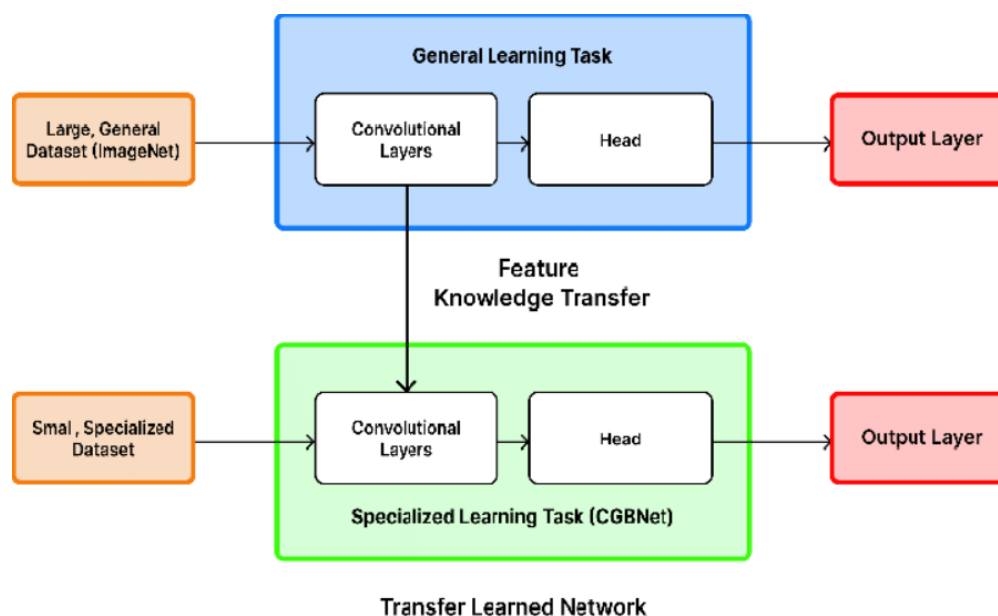 General Learning Task
Large, General
Dataset (ImageNet)
Convolutional
Layers
Head
Output Layer
Feature
Knowledge Transfer
Smal , Specialized
Dataset
Convolutional
Layers
Head
Output Layer
Specialized Learning Task (CGBNet)
Transfer Learned Network